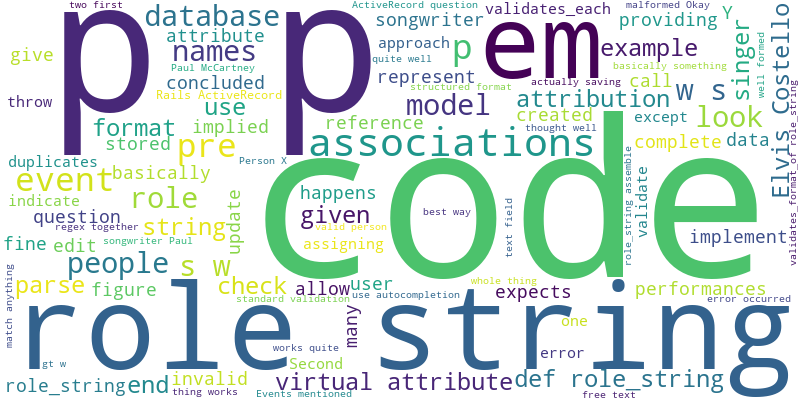 two first
ActiveRecord question
validates_each
malformed Okay
database
songwriter
providing
Y
attribute
p
p
em
give
names
approach
quite well
example
singer
basically something
well formed
Elvis Costello
Paul McCartney
p
concluded
represent
actually saving
throw
Rails ActiveRecord
structured format
use
model
attribution
call
w s
look
format
implied
reference
created
except
stored
pre
associations
thought well
complete
data
duplicates
Person X
basically
event
code
happens
indicate
role
given
best way
text field
role_string assemble
validate
validates_format_of role_string
question
regex together
string
valid person
update
implement
fine
edit
songwriter Paul
assigning
people
s w
user
whole thing
parse
figure
check
allow
expects
performances
match anything
standard validation
use autocompletion
error occurred
role string
many
one
works quite
error
gt w
Second
role_string
end
invalid
virtual attribute
def role_string
thing works
Events mentioned
free text